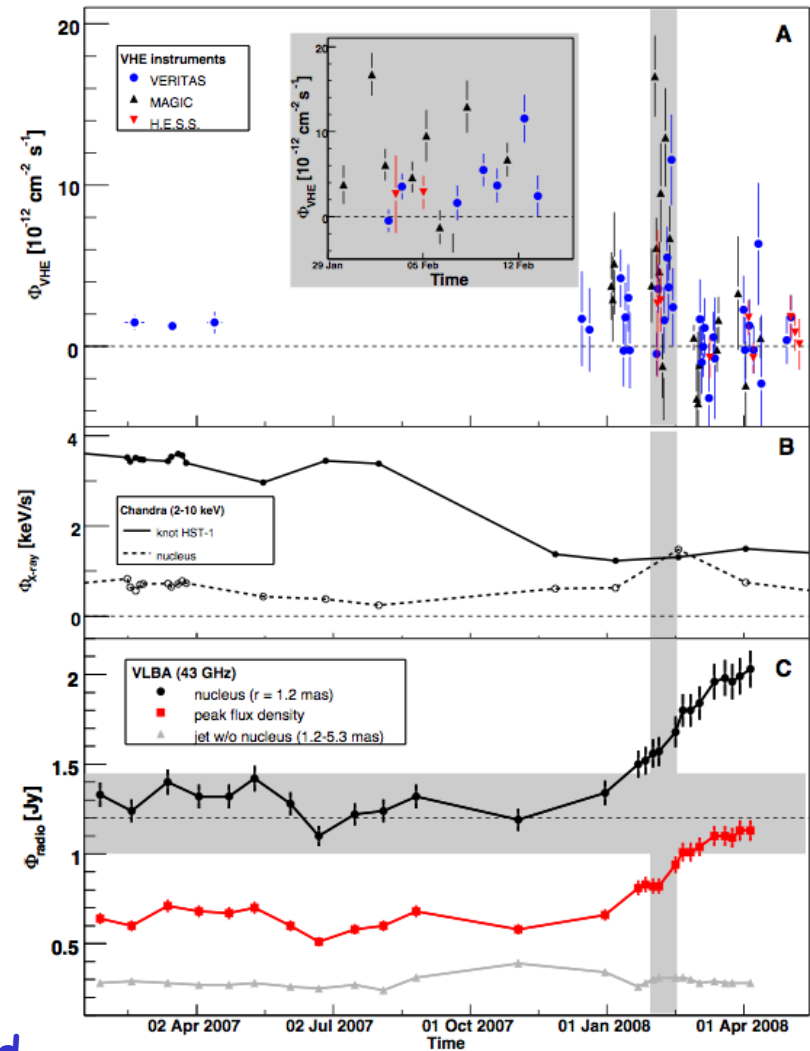 A
20
10
0
Φ_VHE [10⁻¹² cm⁻² s⁻¹]
VHE instruments
VERITAS
MAGIC
H.E.S.S.
20
10
0
Φ_VHE [10⁻¹² cm⁻² s⁻¹]
29 Jan 05 Feb 12 Feb
Time
B
4
2
0
Φ_X-ray [keV/s]
Chandra (2-10 keV)
knot HST-1
nucleus
C
2
1.5
1
0.5
Φ_radio [Jy]
VLBA (43 GHz)
nucleus (r = 1.2 mas)
peak flux density
jet w/o nucleus (1.2-5.3 mas)
02 Apr 2007 02 Jul 2007 01 Oct 2007 01 Jan 2008 01 Apr 2008
Time